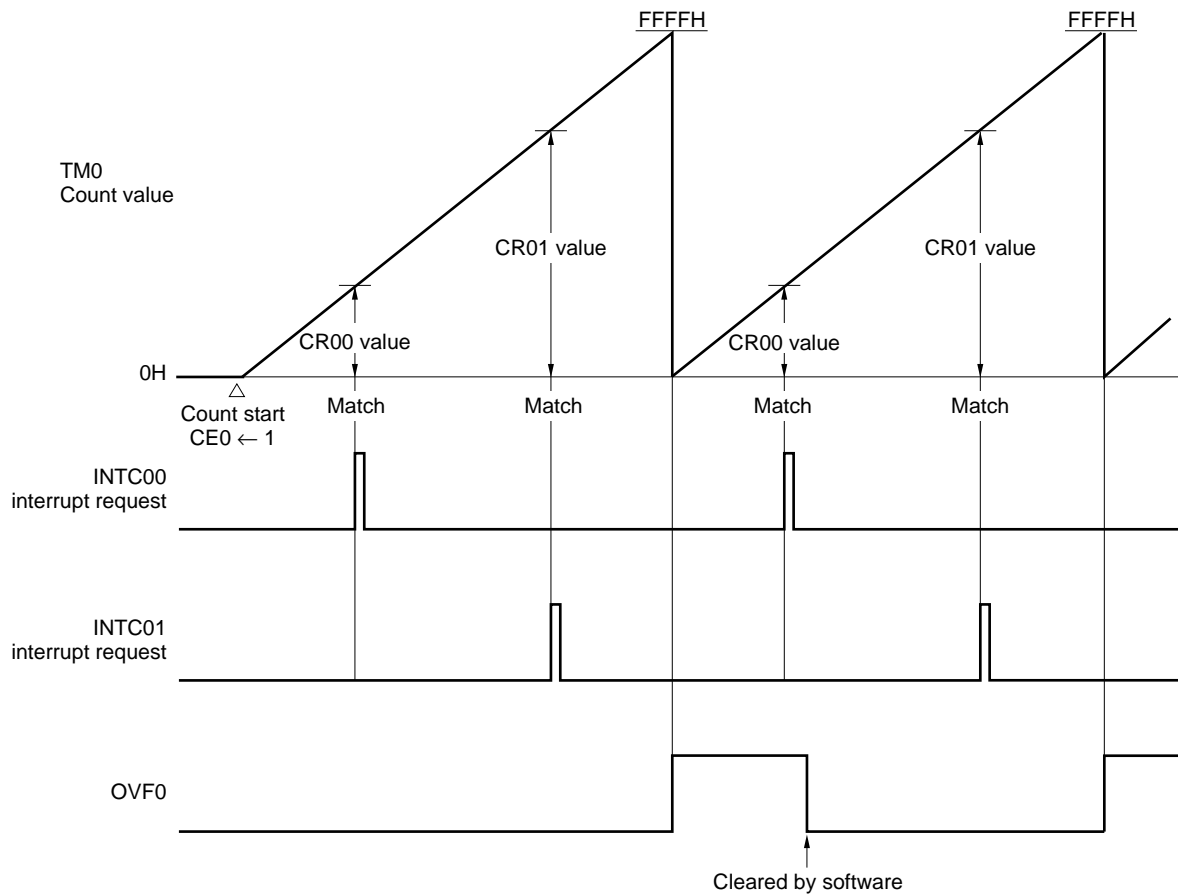 FFFFH
FFFFH
TM0
Count value
CR01 value
CR01 value
CR00 value
CR00 value
0H
Count start
CE0 ← 1
Match
Match
Match
Match
INTC00
interrupt request
INTC01
interrupt request
OVF0
Cleared by software